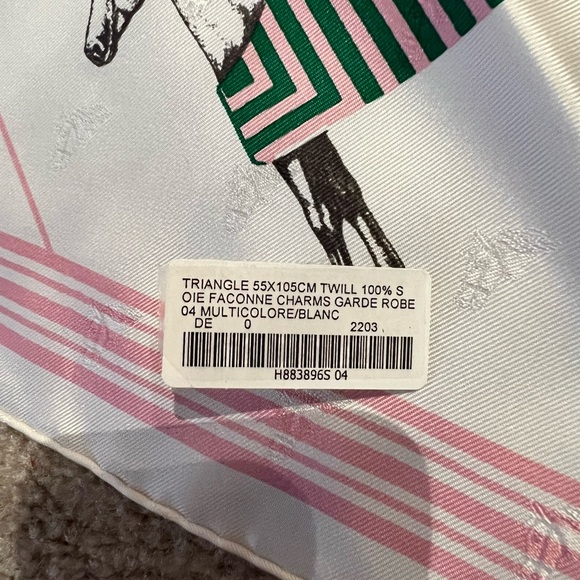 TRIANGLE 55X105CM TWILL 100% S
OIE FACONNE CHARMS GARDE ROBE
04 MULTICOLORE/BLANC
DE 0 2203
H883896S 04